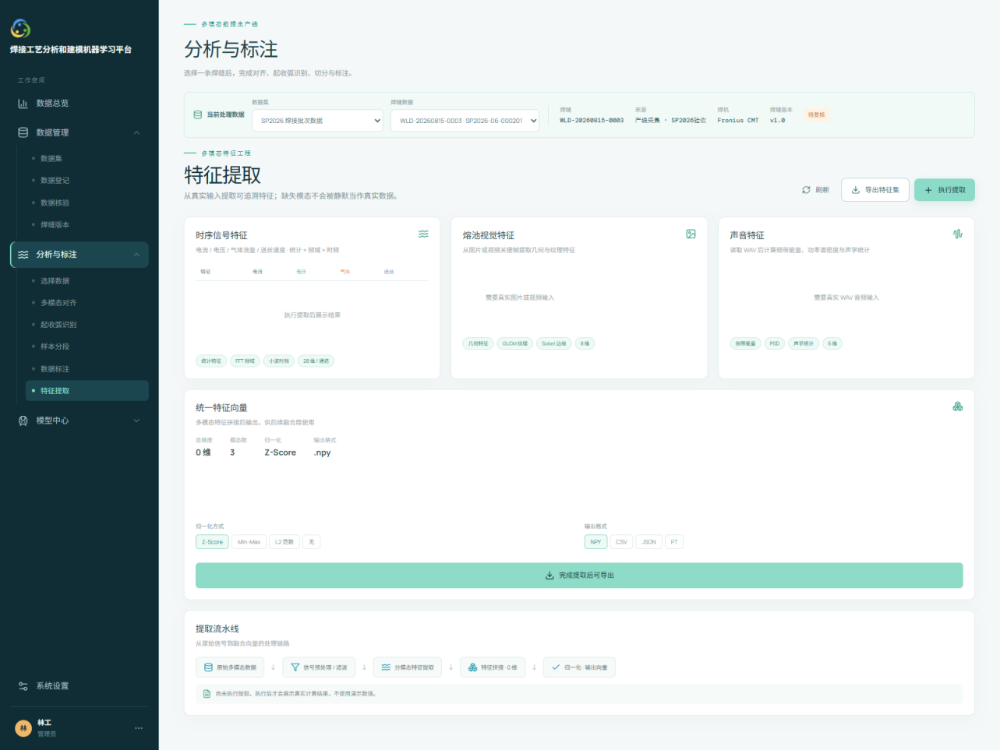 焊接工艺分析和建模机器学习平台
工作空间
数据总览
数据管理
数据集
数据登记
数据核验
焊缝版本
分析与标注
选择数据
多模态对齐
起收弧识别
样本分段
数据标注
特征提取
模型中心
系统设置
林
林工
管理员
多模态数据生产线
分析与标注
选择一条焊缝后，完成对齐、起收弧识别、切分与标注。
当前处理数据
数据集
SP2026 焊接批次数据
焊缝数据
WLD-20260815-0003 · SP2026-06-000201
焊缝
WLD-20260815-0003
来源
产线采集 · SP2026验收
焊机
Fronius CMT
焊缝版本
v1.0
待复核
多模态特征工程
特征提取
从真实输入提取可追溯特征；缺失模态不会被静默当作真实数据。
刷新
导出特征集
执行提取
时序信号特征
电流 / 电压 / 气体流量 / 送丝速度 · 统计 + 频域 + 时频
特征 电流 电压 气体 送丝
执行提取后展示结果
统计特征 FFT 频域 小波时频 28 维 / 通道
熔池视觉特征
从图片或视频关键帧提取几何与纹理特征
需要真实图片或视频输入
几何特征 GLCM 纹理 Sobel 边缘 8 维
声音特征
读取 WAV 后计算频带能量、功率谱密度与声学统计
需要真实 WAV 音频输入
频带能量 PSD 声学统计 6 维
统一特征向量
多模态特征拼接后输出，供后续融合层使用
总维度 模态数 归一化 输出格式
0 维 3 Z-Score .npy
归一化方式
Z-Score Min-Max L2 范数 无
输出格式
NPY CSV JSON PT
完成提取后可导出
提取流水线
从原始信号到融合向量的处理链路
原始多模态数据 ↓ 信号预处理 / 滤波 ↓ 分模态特征提取 ↓ 特征拼接 · 0 维 ↓ 归一化 · 输出向量
尚未执行提取。执行后才会展示真实计算结果，不使用演示数值。